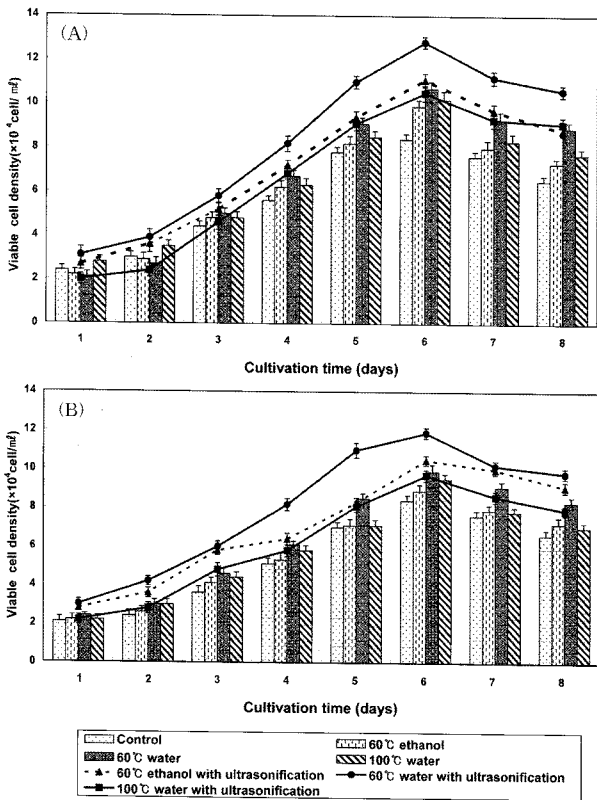 (A)
14
12
10
8
6
4
2
0
Viable cell density(×10⁴cell/㎖)
1 2 3 4 5 6 7 8
Cultivation time (days)
(B)
14
12
10
8
6
4
2
0
Viable cell density(×10⁴cell/㎖)
1 2 3 4 5 6 7 8
Cultivation time (days)
Control
60℃ ethanol
60℃ water
100℃ water
60℃ ethanol with ultrasonification
60℃ water with ultrasonification
100℃ water with ultrasonification